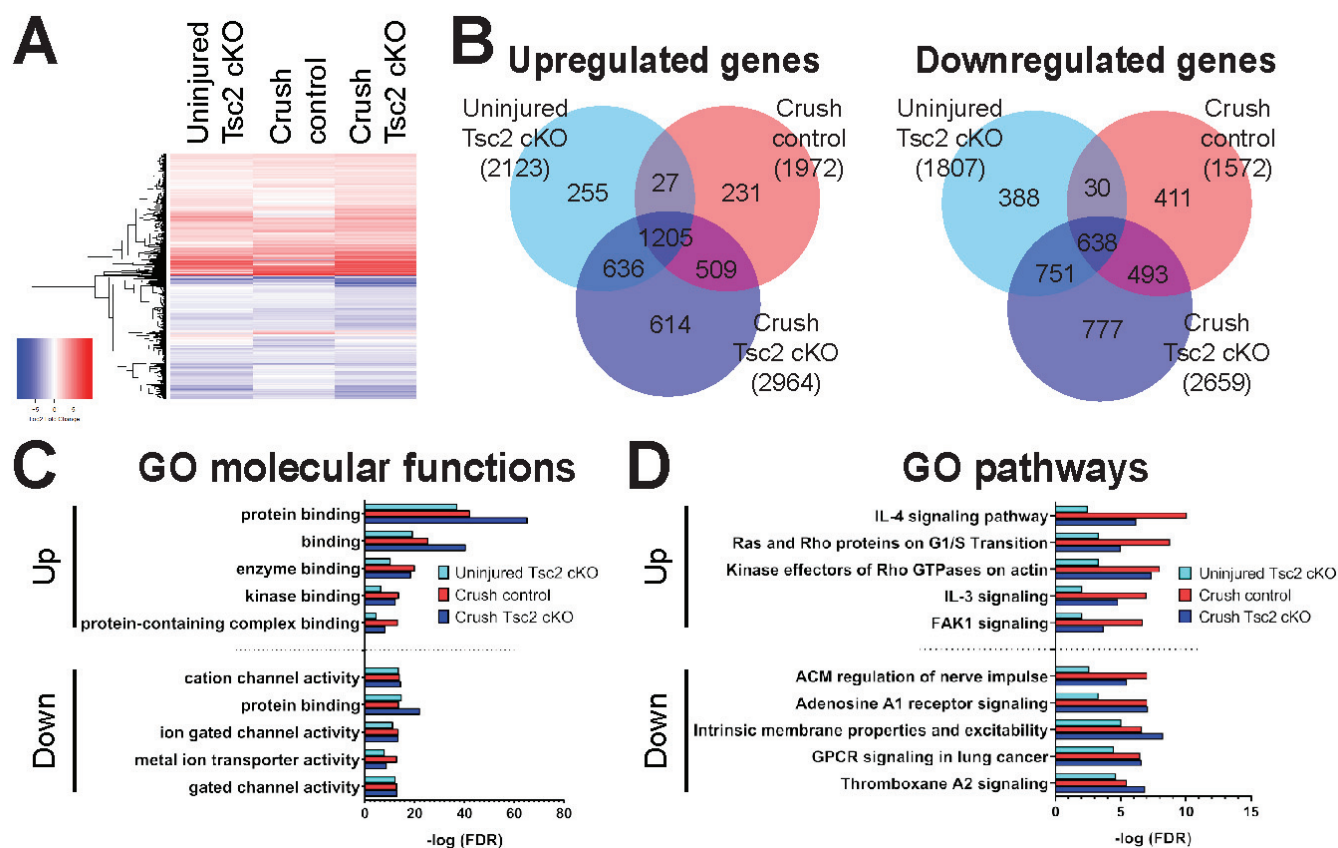 A
Uninjured
Tsc2 cKO
Crush
control
Crush
Tsc2 cKO
-5 0 5
Log2 Fold Change
B
Upregulated genes
Uninjured
Tsc2 cKO
(2123)
Crush
control
(1972)
255
27
231
1205
636
509
614
Crush
Tsc2 cKO
(2964)
Downregulated genes
Uninjured
Tsc2 cKO
(1807)
Crush
control
(1572)
388
30
411
638
751
493
777
Crush
Tsc2 cKO
(2659)
C
GO molecular functions
Up
protein binding
binding
enzyme binding
kinase binding
protein-containing complex binding
Uninjured Tsc2 cKO
Crush control
Crush Tsc2 cKO
Down
cation channel activity
protein binding
ion gated channel activity
metal ion transporter activity
gated channel activity
0 20 40 60 80
-log (FDR)
D
GO pathways
Up
IL-4 signaling pathway
Ras and Rho proteins on G1/S Transition
Kinase effectors of Rho GTPases on actin
IL-3 signaling
FAK1 signaling
Uninjured Tsc2 cKO
Crush control
Crush Tsc2 cKO
Down
ACM regulation of nerve impulse
Adenosine A1 receptor signaling
Intrinsic membrane properties and excitability
GPCR signaling in lung cancer
Thromboxane A2 signaling
0 5 10 15
-log (FDR)